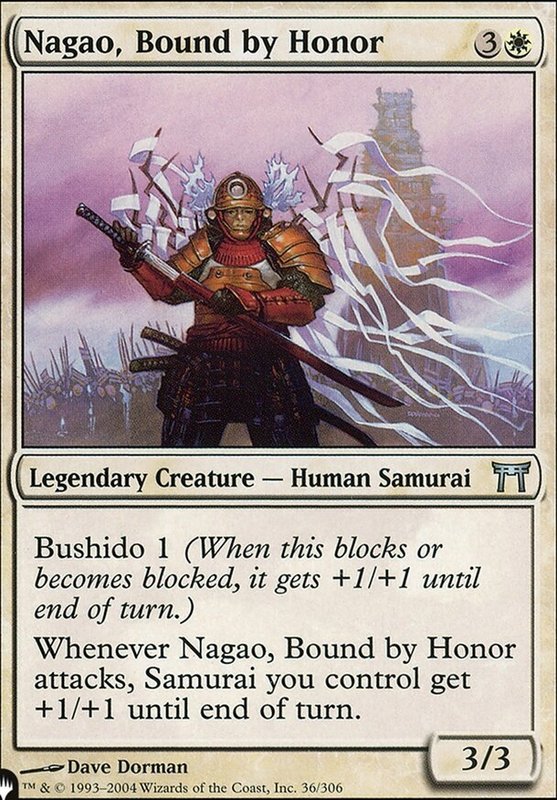 Nagao, Bound by Honor 3
Legendary Creature — Human Samurai
Bushido 1 (When this blocks or
becomes blocked, it gets +1/+1 until
end of turn.)
Whenever Nagao, Bound by Honor
attacks, Samurai you control get
+1/+1 until end of turn.
3/3
Dave Dorman
™ & © 1993–2004 Wizards of the Coast, Inc. 36/306